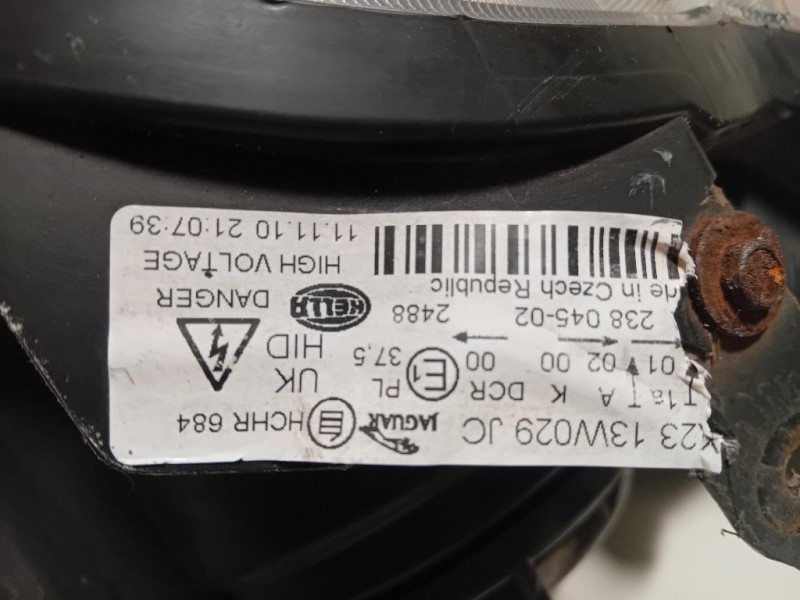 X23 13W029 JC JAGUAR HCHR 684
1a T A K DCR E1 PL UK
01 02 00 00 37,5 HID
238 045-02 2488 HELLA DANGER
de in Czech Republic HIGH VOLTAGE
11.11.10 21:07:39